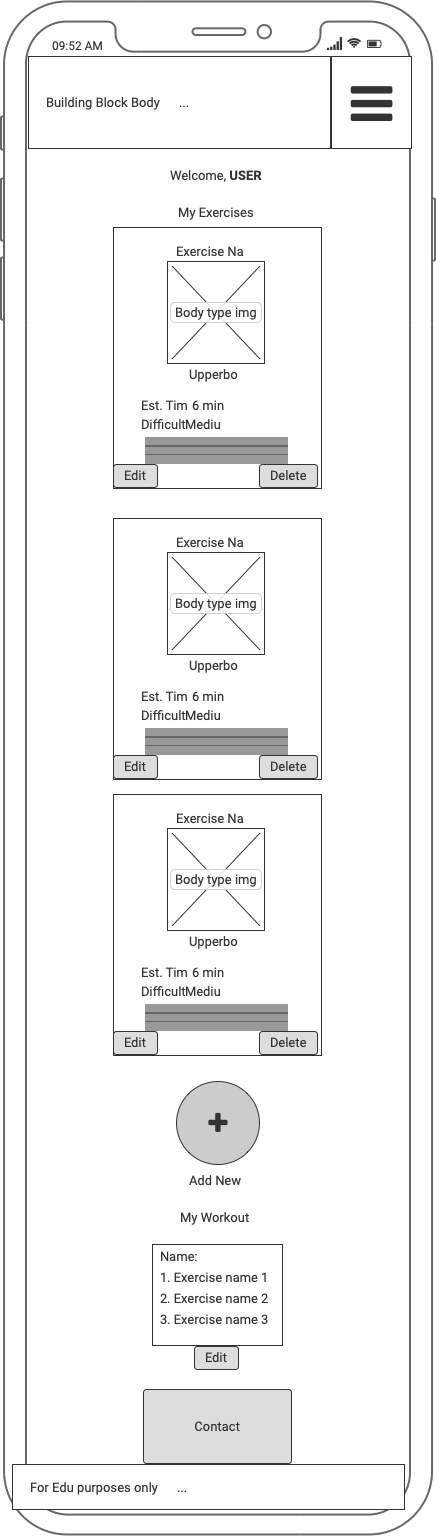 09:52 AM
Building Block Body ...
Welcome, USER
My Exercises
Exercise Na
Body type img
Upperbo
Est. Tim 6 min
DifficultMediu
Edit Delete
Exercise Na
Body type img
Upperbo
Est. Tim 6 min
DifficultMediu
Edit Delete
Exercise Na
Body type img
Upperbo
Est. Tim 6 min
DifficultMediu
Edit Delete
Add New
My Workout
Name:
1. Exercise name 1
2. Exercise name 2
3. Exercise name 3
Edit
Contact
For Edu purposes only ...